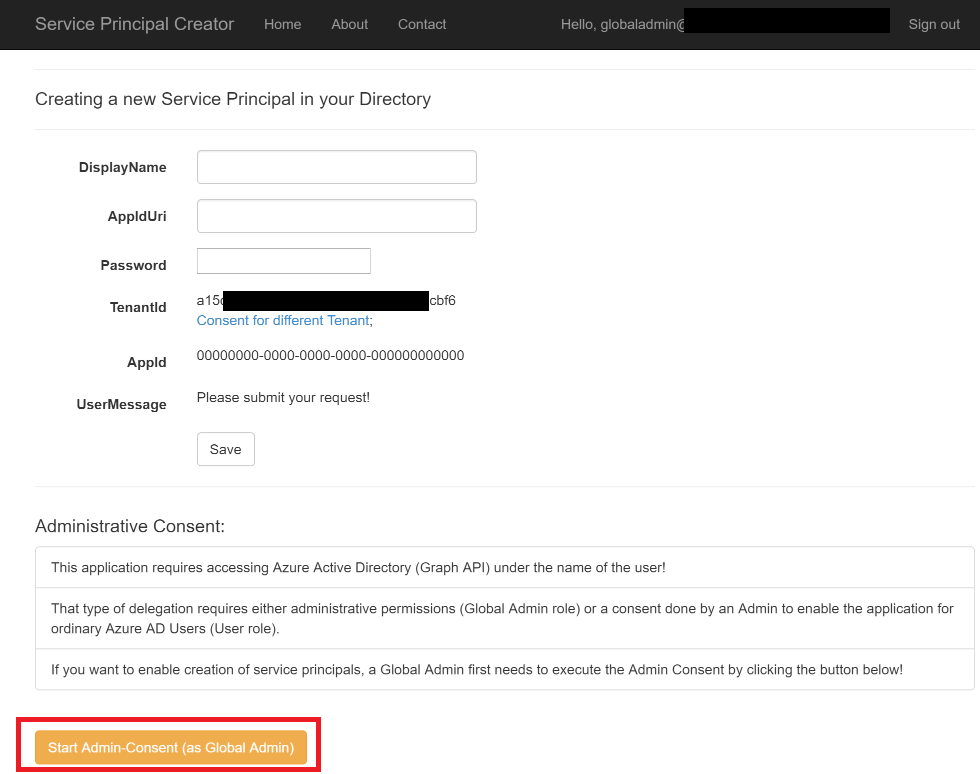 Service Principal Creator Home About Contact Hello, globaladmin@ Sign out
Creating a new Service Principal in your Directory
DisplayName
AppIdUri
Password
TenantId a15 cbf6
Consent for different Tenant;
AppId 00000000-0000-0000-0000-000000000000
UserMessage Please submit your request!
Save
Administrative Consent:
This application requires accessing Azure Active Directory (Graph API) under the name of the user!
That type of delegation requires either administrative permissions (Global Admin role) or a consent done by an Admin to enable the application for
ordinary Azure AD Users (User role).
If you want to enable creation of service principals, a Global Admin first needs to execute the Admin Consent by clicking the button below!
Start Admin-Consent (as Global Admin)